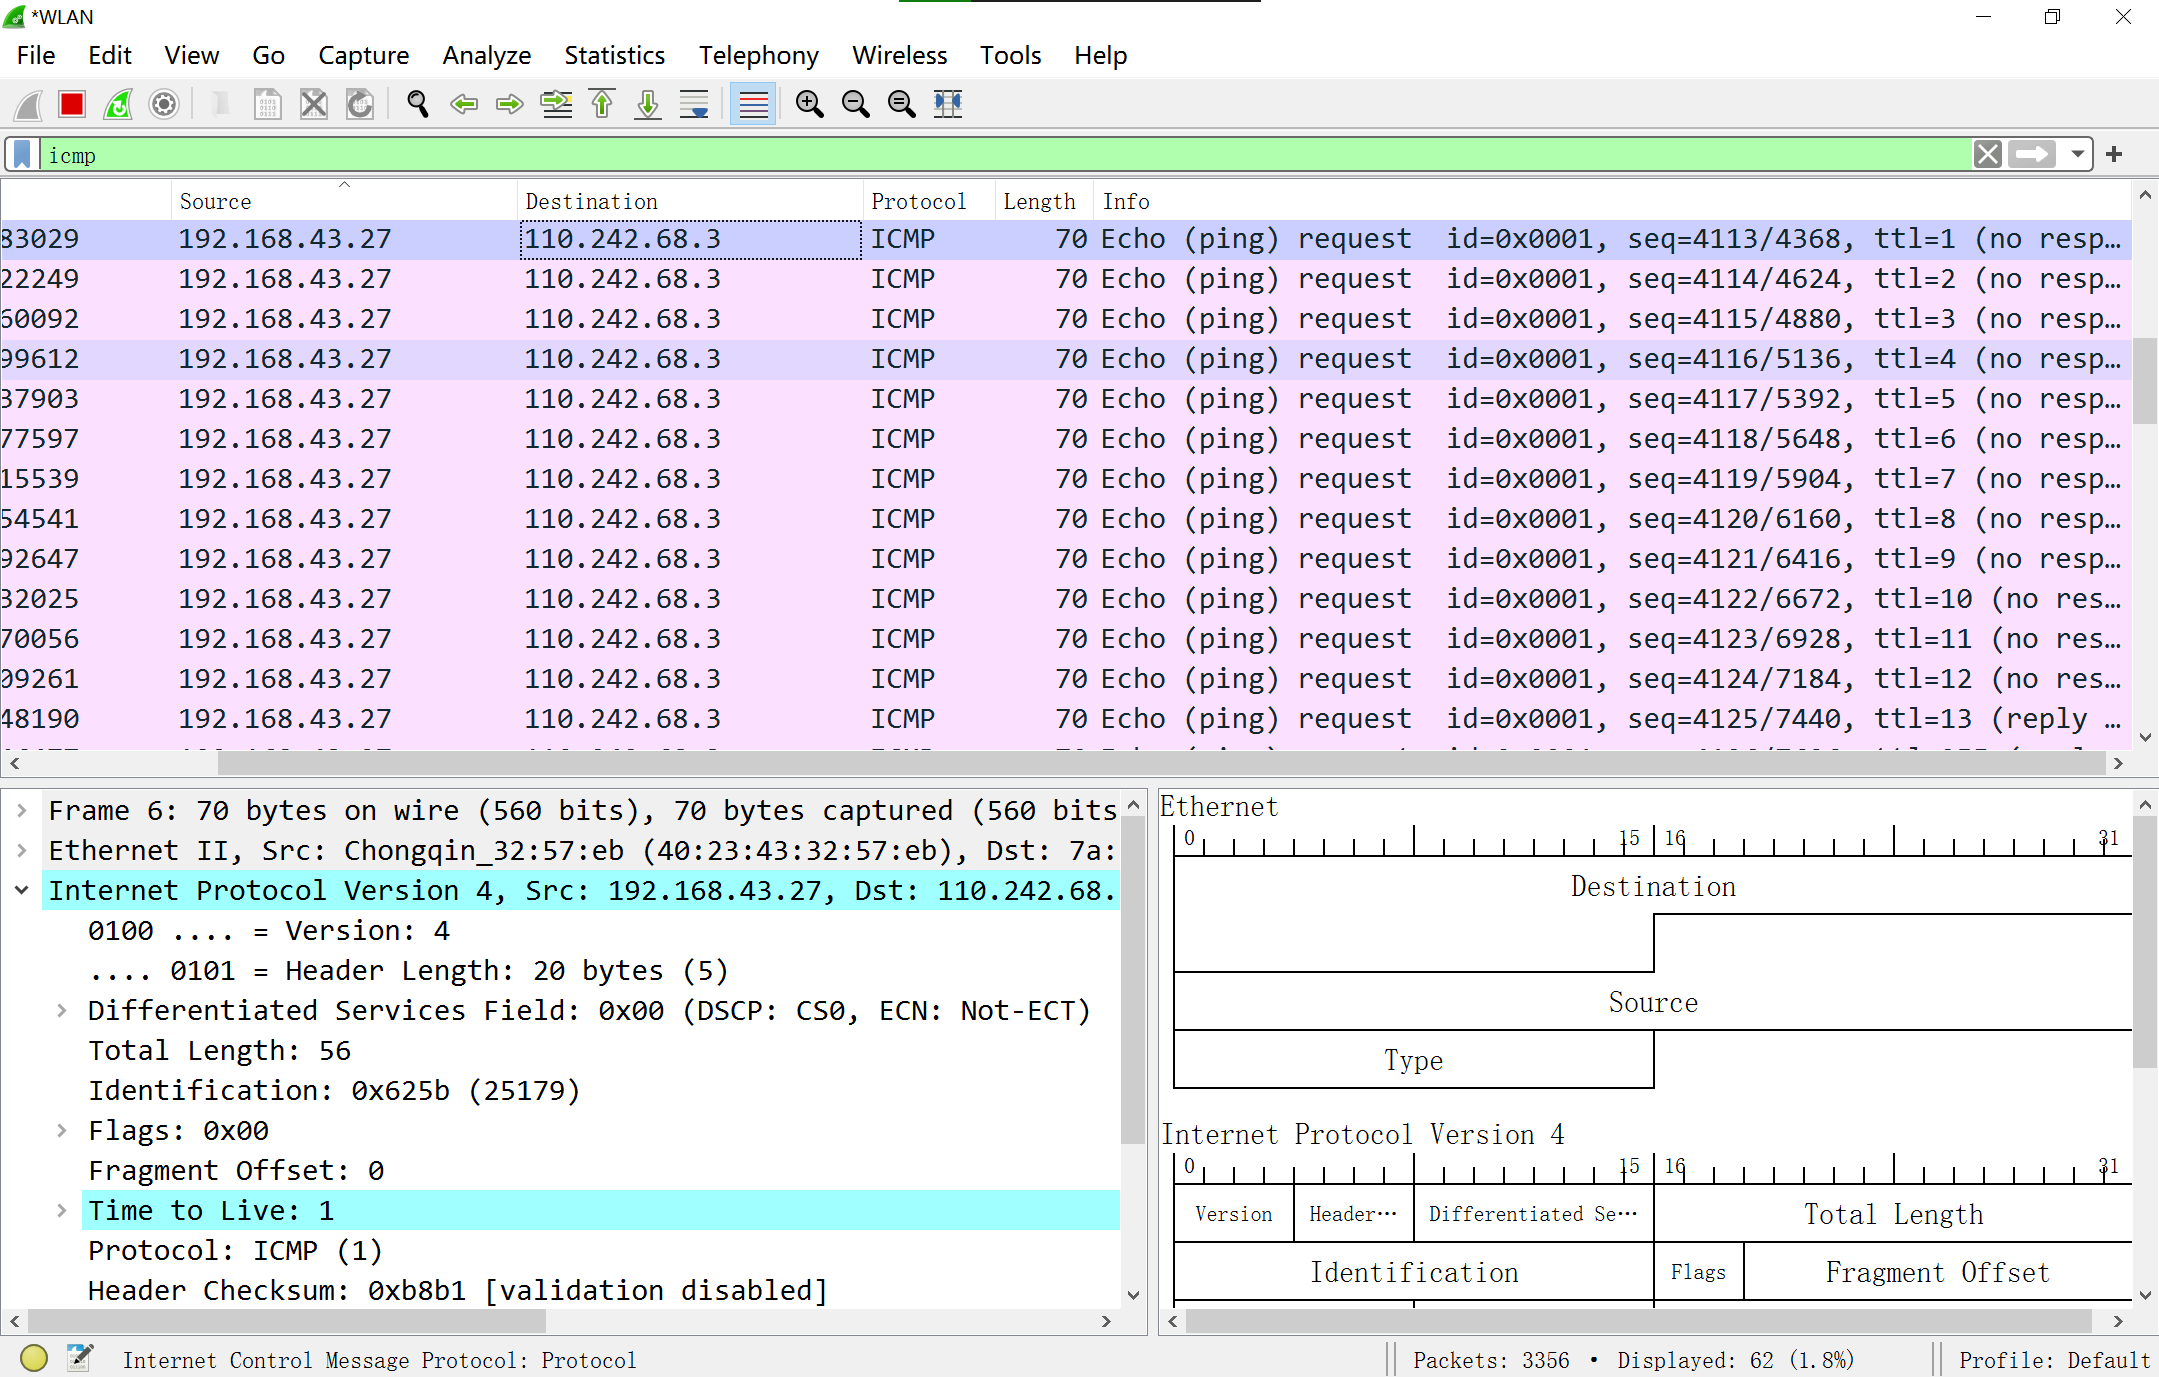 *WLAN
File Edit View Go Capture Analyze Statistics Telephony Wireless Tools Help
icmp
Source Destination Protocol Length Info
83029 192.168.43.27 110.242.68.3 ICMP 70 Echo (ping) request id=0x0001, seq=4113/4368, ttl=1 (no resp…
22249 192.168.43.27 110.242.68.3 ICMP 70 Echo (ping) request id=0x0001, seq=4114/4624, ttl=2 (no resp…
60092 192.168.43.27 110.242.68.3 ICMP 70 Echo (ping) request id=0x0001, seq=4115/4880, ttl=3 (no resp…
99612 192.168.43.27 110.242.68.3 ICMP 70 Echo (ping) request id=0x0001, seq=4116/5136, ttl=4 (no resp…
37903 192.168.43.27 110.242.68.3 ICMP 70 Echo (ping) request id=0x0001, seq=4117/5392, ttl=5 (no resp…
77597 192.168.43.27 110.242.68.3 ICMP 70 Echo (ping) request id=0x0001, seq=4118/5648, ttl=6 (no resp…
15539 192.168.43.27 110.242.68.3 ICMP 70 Echo (ping) request id=0x0001, seq=4119/5904, ttl=7 (no resp…
54541 192.168.43.27 110.242.68.3 ICMP 70 Echo (ping) request id=0x0001, seq=4120/6160, ttl=8 (no resp…
92647 192.168.43.27 110.242.68.3 ICMP 70 Echo (ping) request id=0x0001, seq=4121/6416, ttl=9 (no resp…
32025 192.168.43.27 110.242.68.3 ICMP 70 Echo (ping) request id=0x0001, seq=4122/6672, ttl=10 (no res…
70056 192.168.43.27 110.242.68.3 ICMP 70 Echo (ping) request id=0x0001, seq=4123/6928, ttl=11 (no res…
09261 192.168.43.27 110.242.68.3 ICMP 70 Echo (ping) request id=0x0001, seq=4124/7184, ttl=12 (no res…
48190 192.168.43.27 110.242.68.3 ICMP 70 Echo (ping) request id=0x0001, seq=4125/7440, ttl=13 (reply …
Frame 6: 70 bytes on wire (560 bits), 70 bytes captured (560 bits
Ethernet II, Src: Chongqin_32:57:eb (40:23:43:32:57:eb), Dst: 7a:
Internet Protocol Version 4, Src: 192.168.43.27, Dst: 110.242.68.
0100 .... = Version: 4
.... 0101 = Header Length: 20 bytes (5)
Differentiated Services Field: 0x00 (DSCP: CS0, ECN: Not-ECT)
Total Length: 56
Identification: 0x625b (25179)
Flags: 0x00
Fragment Offset: 0
Time to Live: 1
Protocol: ICMP (1)
Header Checksum: 0xb8b1 [validation disabled]
Ethernet
0 15 16 31
Destination
Source
Type
Internet Protocol Version 4
0 15 16 31
Version Header… Differentiated Se… Total Length
Identification Flags Fragment Offset
Internet Control Message Protocol: Protocol
Packets: 3356 • Displayed: 62 (1.8%)
Profile: Default